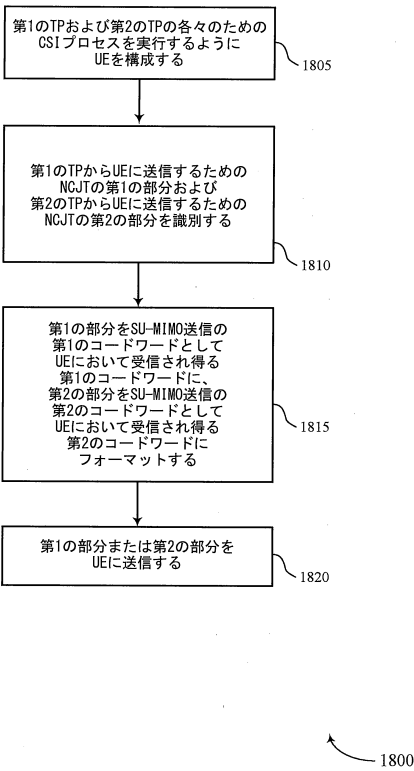 第1のTPおよび第2のTPの各々のための
CSIプロセスを実行するように
UEを構成する
1805
第1のTPからUEに送信するための
NCJTの第1の部分および
第2のTPからUEに送信するための
NCJTの第2の部分を識別する
1810
第1の部分をSU-MIMO送信の
第1のコードワードとして
UEにおいて受信され得る
第1のコードワードに、
第2の部分をSU-MIMO送信の
第2のコードワードとして
UEにおいて受信され得る
第2のコードワードに
フォーマットする
1815
第1の部分または第2の部分を
UEに送信する
1820
1800